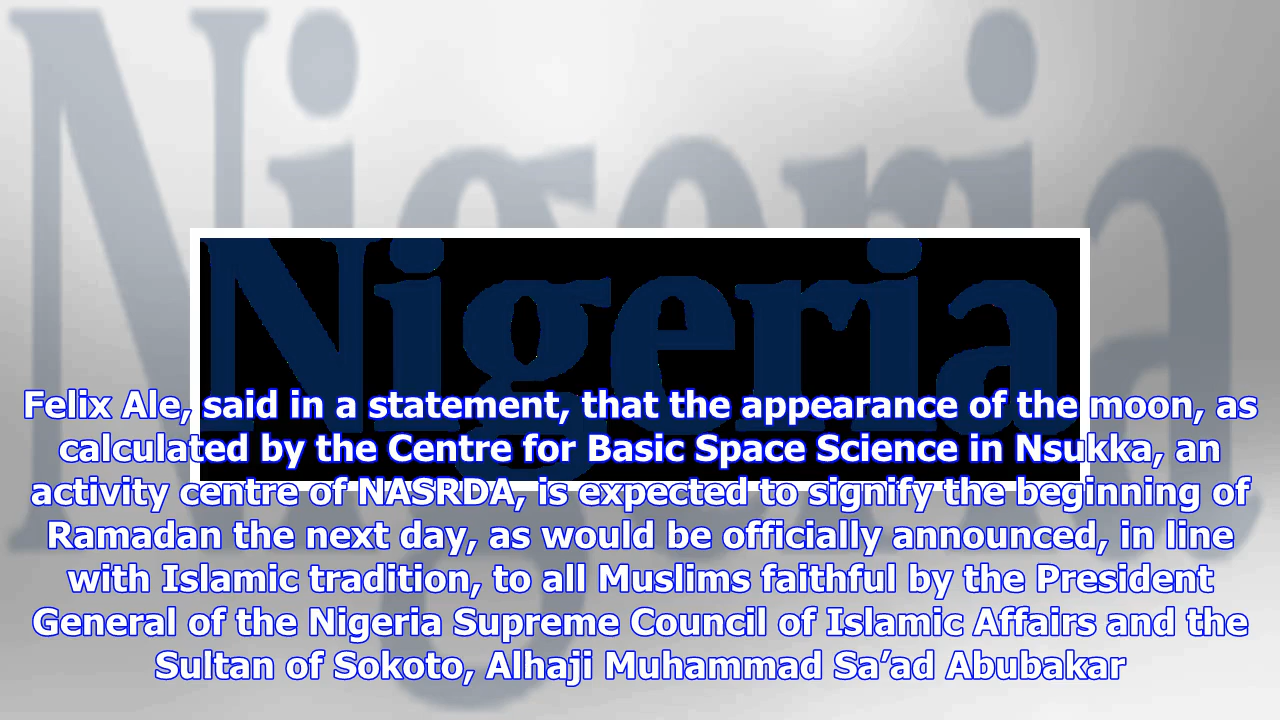 Nigeria
Nigeria
Felix Ale, said in a statement, that the appearance of the moon, as
calculated by the Centre for Basic Space Science in Nsukka, an
activity centre of NASRDA, is expected to signify the beginning of
Ramadan the next day, as would be officially announced, in line
with Islamic tradition, to all Muslims faithful by the President
General of the Nigeria Supreme Council of Islamic Affairs and the
Sultan of Sokoto, Alhaji Muhammad Sa’ad Abubakar